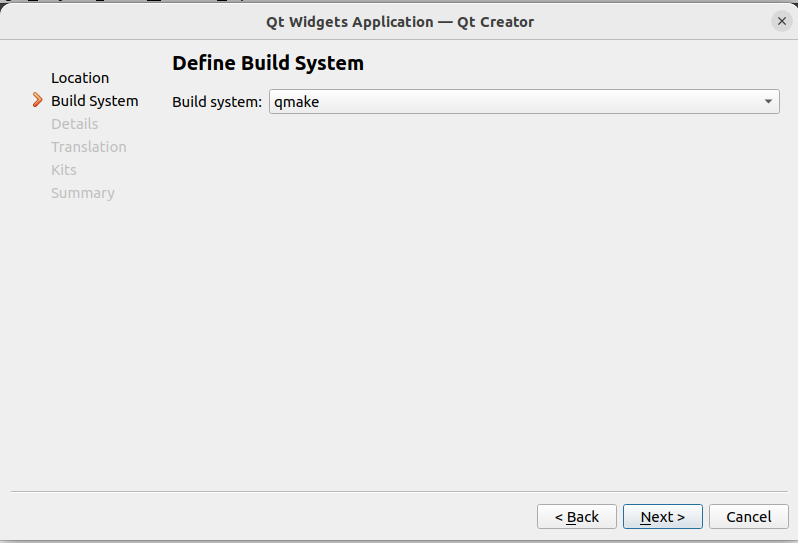 Qt Widgets Application — Qt Creator
Location
Build System
Details
Translation
Kits
Summary
Define Build System
Build system: qmake
< Back
Next >
Cancel